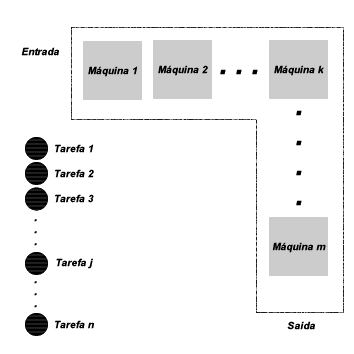 Entrada
Máquina 1
Máquina 2
Máquina k
Tarefa 1
Tarefa 2
Tarefa 3
Máquina m
Tarefa j
Tarefa n
Saída